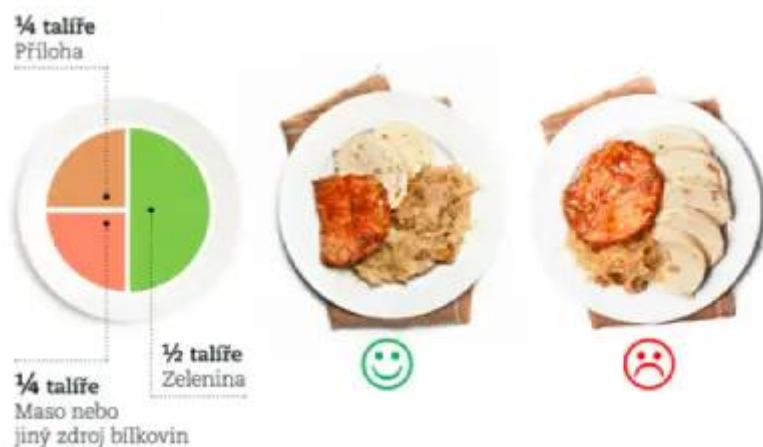 ¼ talíře
Příloha
½ talíře
Zelenina
¼ talíře
Maso nebo
jiný zdroj bílkovin